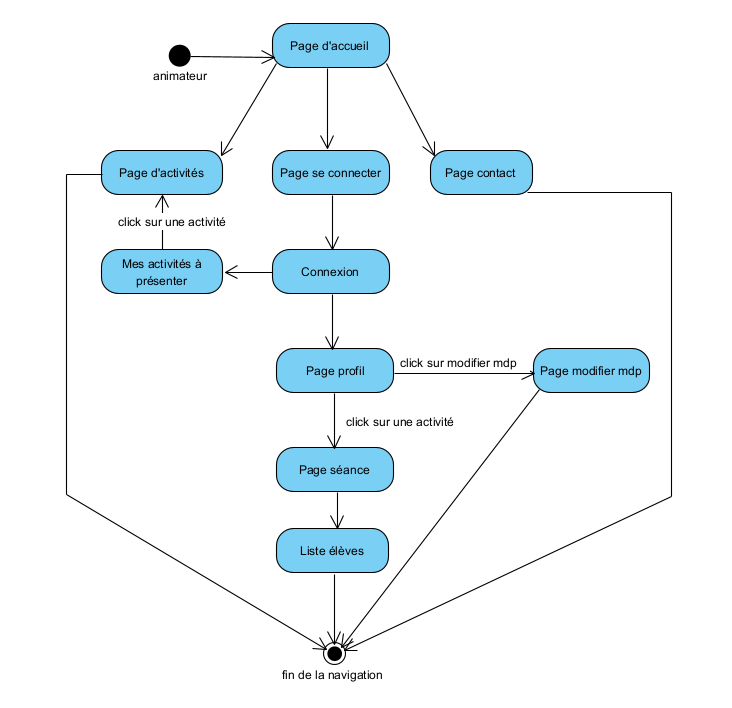 Page d'accueil
animateur
Page d'activités
Page se connecter
Page contact
click sur une activité
Mes activités à
présenter
Connexion
Page profil
click sur modifier mdp
Page modifier mdp
click sur une activité
Page séance
Liste élèves
fin de la navigation